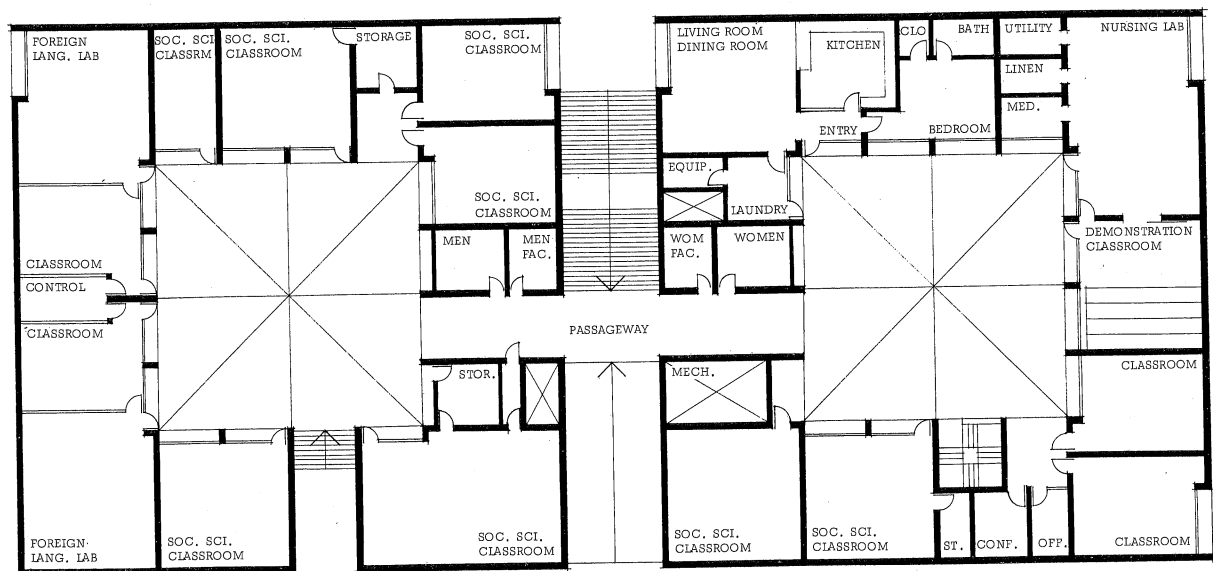 FOREIGN
LANG. LAB
SOC. SCI.
CLASSRM
SOC. SCI.
CLASSROOM
STORAGE
SOC. SCI.
CLASSROOM
LIVING ROOM
DINING ROOM
KITCHEN
CLO
BATH
UTILITY
NURSING LAB
LINEN
MED.
ENTRY
BEDROOM
EQUIP.
LAUNDRY
SOC. SCI.
CLASSROOM
MEN
MEN
FAC.
WOM
FAC.
WOMEN
DEMONSTRATION
CLASSROOM
CLASSROOM
CONTROL
CLASSROOM
PASSAGEWAY
STOR.
MECH.
CLASSROOM
FOREIGN
LANG. LAB
SOC. SCI.
CLASSROOM
SOC. SCI.
CLASSROOM
SOC. SCI.
CLASSROOM
SOC. SCI.
CLASSROOM
ST.
CONF.
OFF.
CLASSROOM